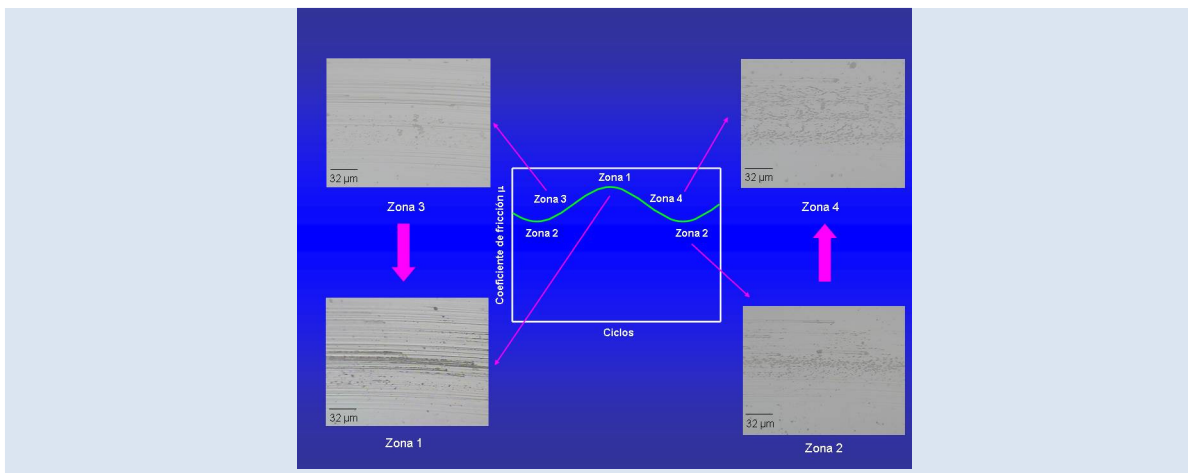 32 µm
Zona 3
32 µm
Zona 4
Coeficiente de fricción µ
Zona 1
Zona 3
Zona 4
Zona 2
Zona 2
Ciclos
32 µm
Zona 1
32 µm
Zona 2